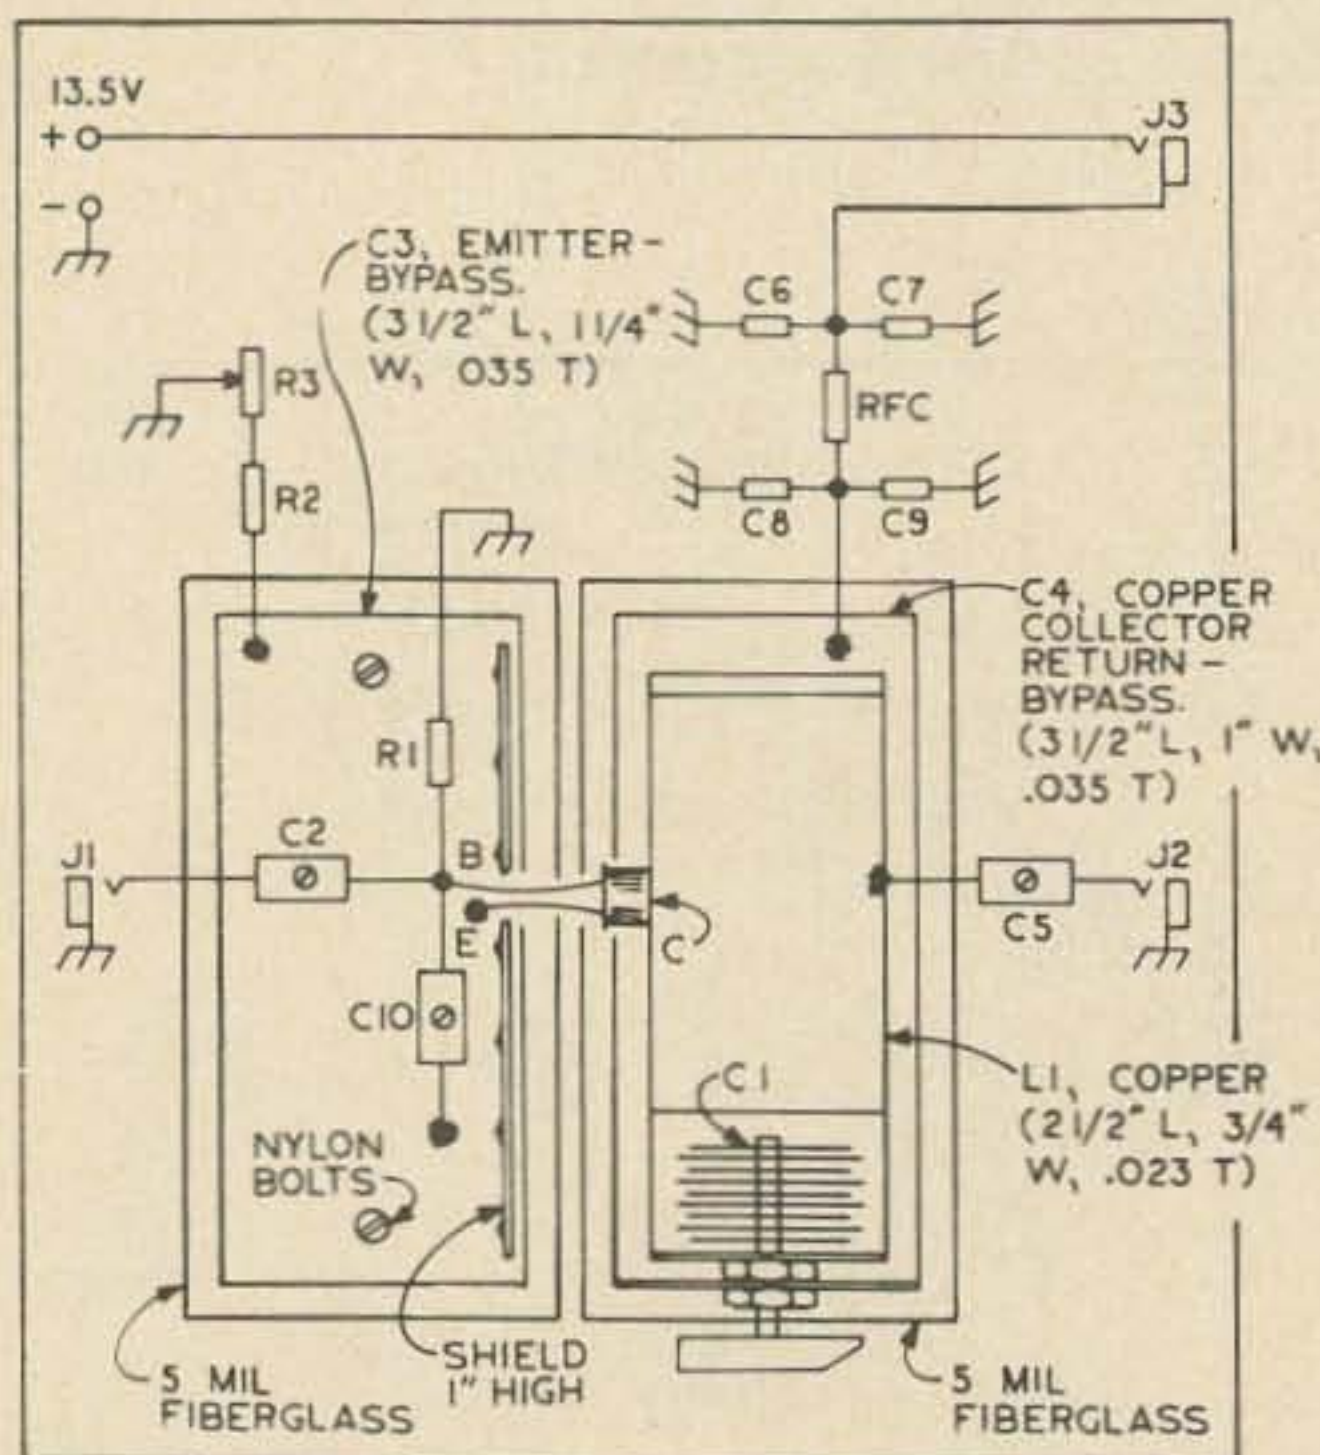 13.5V
+
J3
-
C3, EMITTER-
BYPASS.
(3 1/2" L, 1 1/4"
W, .035 T)
C6
C7
R3
RFC
R2
C8
C9
C4, COPPER
COLLECTOR
RETURN-
BYPASS.
(3 1/2" L, 1" W,
.035 T)
R1
C2
B
J1
J2
E
C
C5
C10
C1
L1, COPPER
(2 1/2" L, 3/4"
W, .023 T)
NYLON
BOLTS
SHIELD
1" HIGH
5 MIL
FIBERGLASS
5 MIL
FIBERGLASS